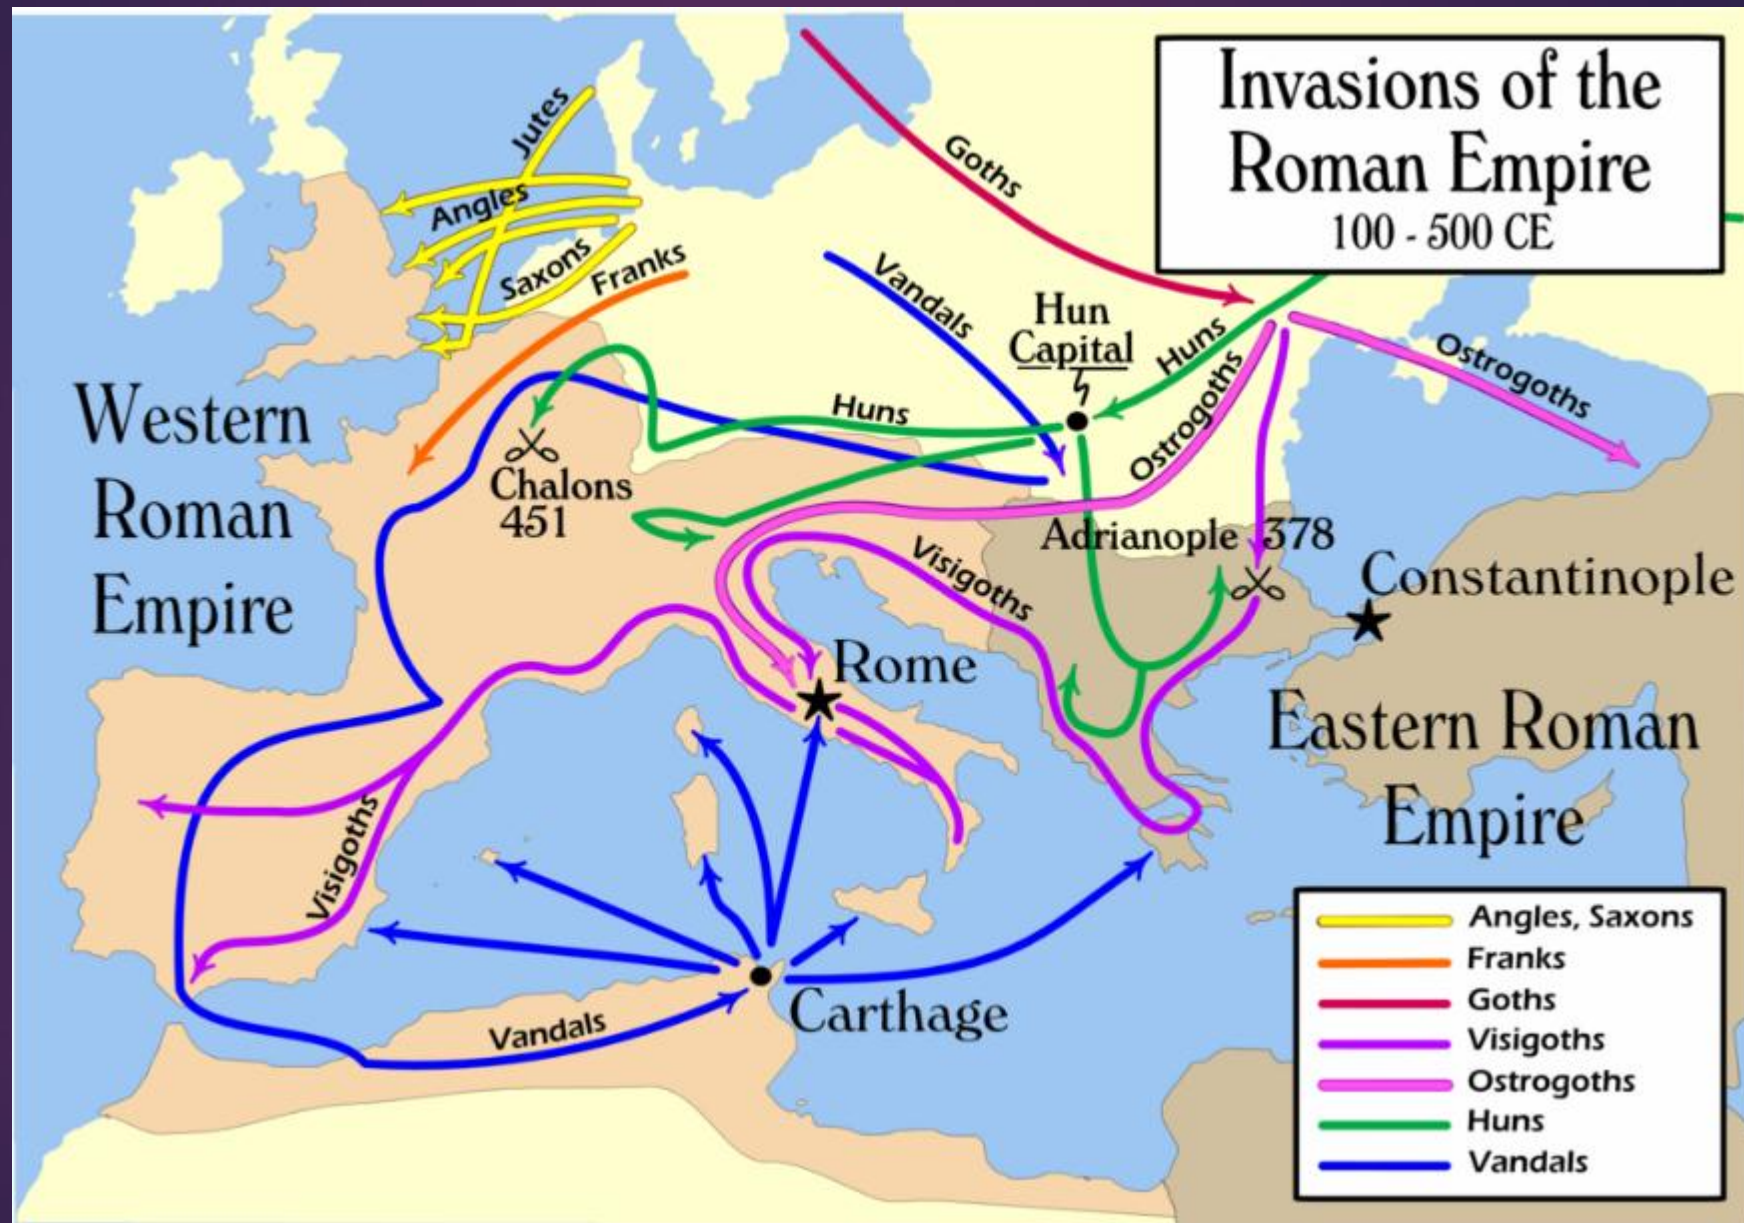 Invasions of the
Roman Empire
100 - 500 CE
Jutes
Angles
Saxons
Franks
Goths
Vandals
Hun
Capital
Huns
Ostrogoths
Ostrogoths
Huns
Western
Roman
Empire
Chalons
451
Adrianople 378
Visigoths
Constantinople
Rome
Eastern Roman
Empire
Visigoths
Carthage
Vandals
Angles, Saxons
Franks
Goths
Visigoths
Ostrogoths
Huns
Vandals